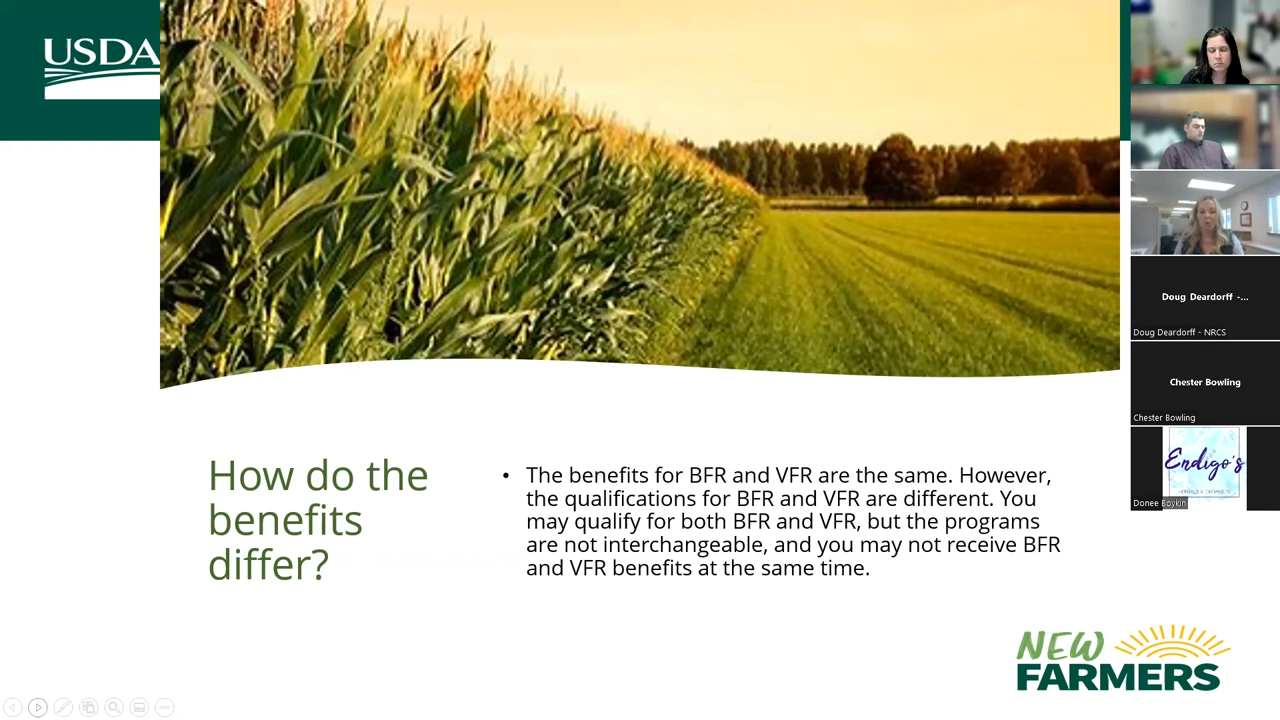 USDA
How do the
benefits
differ?
• The benefits for BFR and VFR are the same. However,
the qualifications for BFR and VFR are different. You
may qualify for both BFR and VFR, but the programs
are not interchangeable, and you may not receive BFR
and VFR benefits at the same time.
NEW
FARMERS
Doug Deardorff -...
Doug Deardorff - NRCS
Chester Bowling
Chester Bowling
Endigo's
Donee Boykin